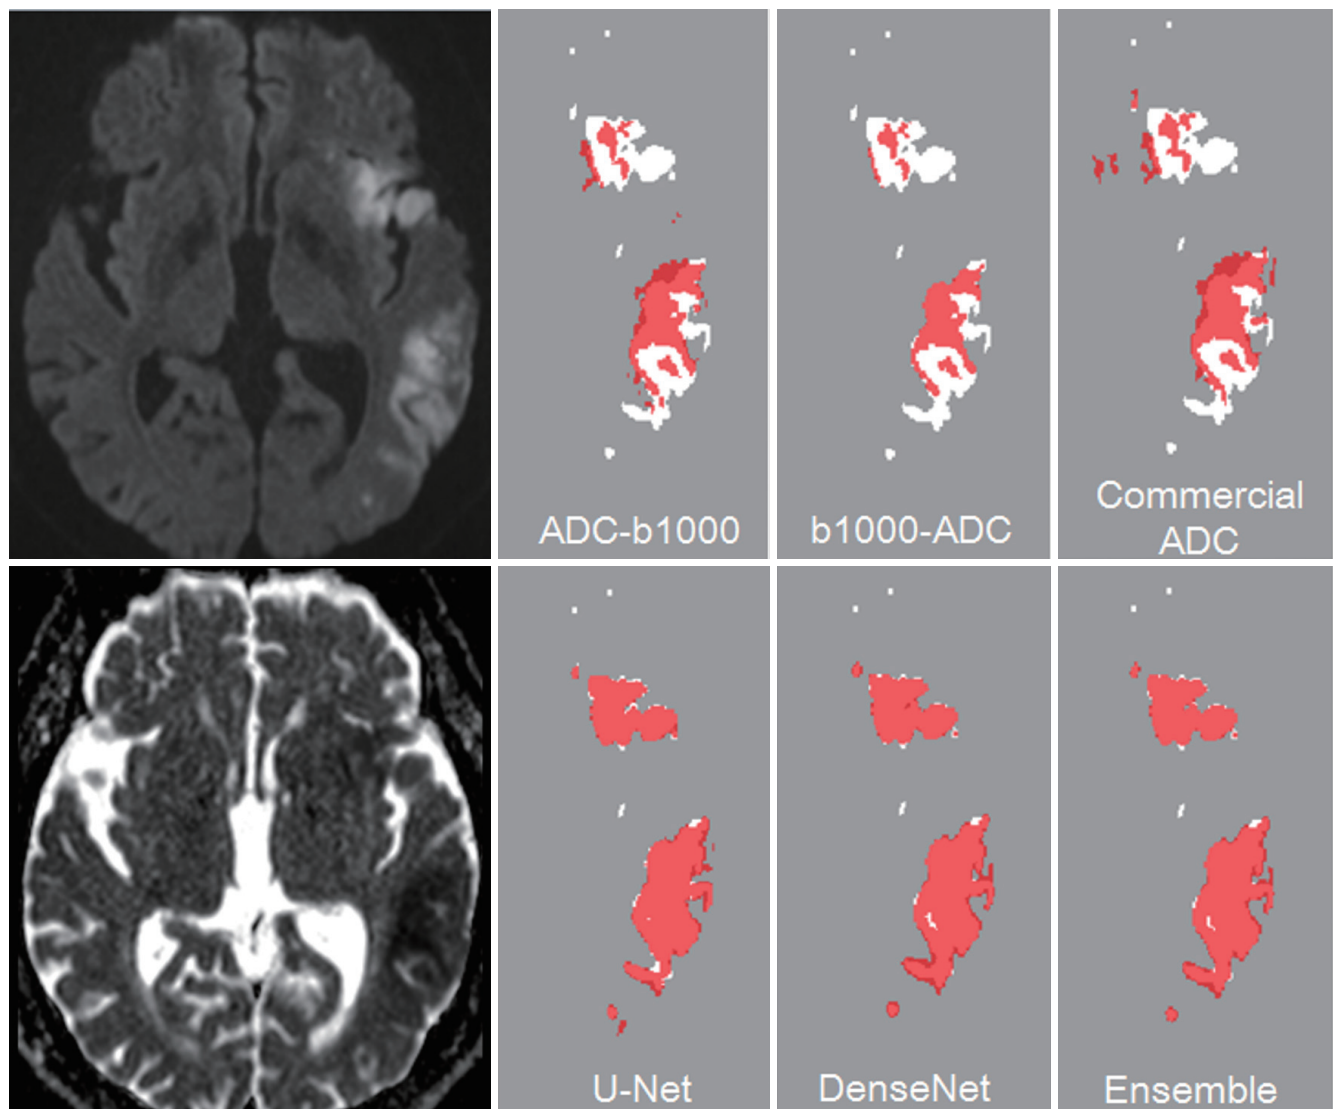 ADC-b1000
b1000-ADC
Commercial
ADC
U-Net
DenseNet
Ensemble